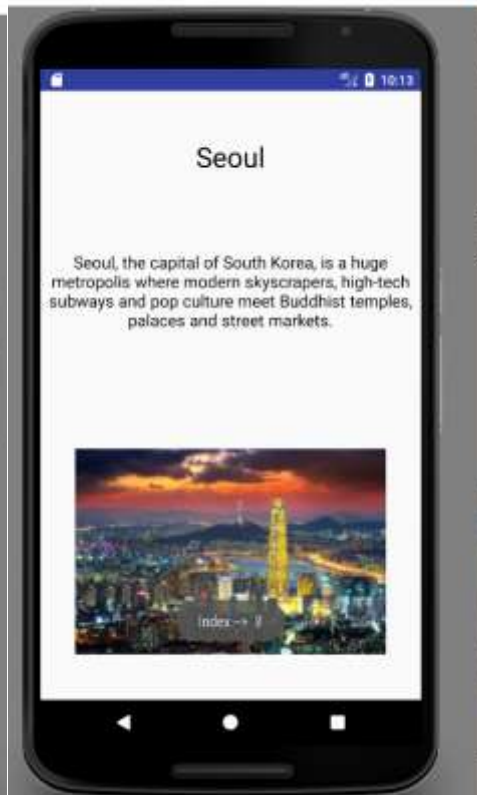 10:13
Seoul
Seoul, the capital of South Korea, is a huge
metropolis where modern skyscrapers, high-tech
subways and pop culture meet Buddhist temples,
palaces and street markets.
Index -->